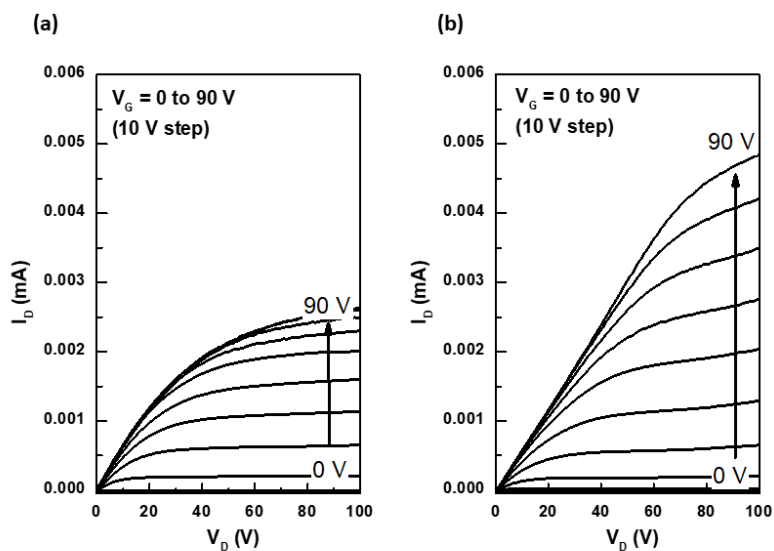 (a)
(b)
0.006
0.005
0.004
0.003
0.002
0.001
0.000
I_D (mA)
V_G = 0 to 90 V
(10 V step)
90 V
0 V
0 20 40 60 80 100
V_D (V)
0.006
0.005
0.004
0.003
0.002
0.001
0.000
I_D (mA)
V_G = 0 to 90 V
(10 V step)
90 V
0 V
0 20 40 60 80 100
V_D (V)